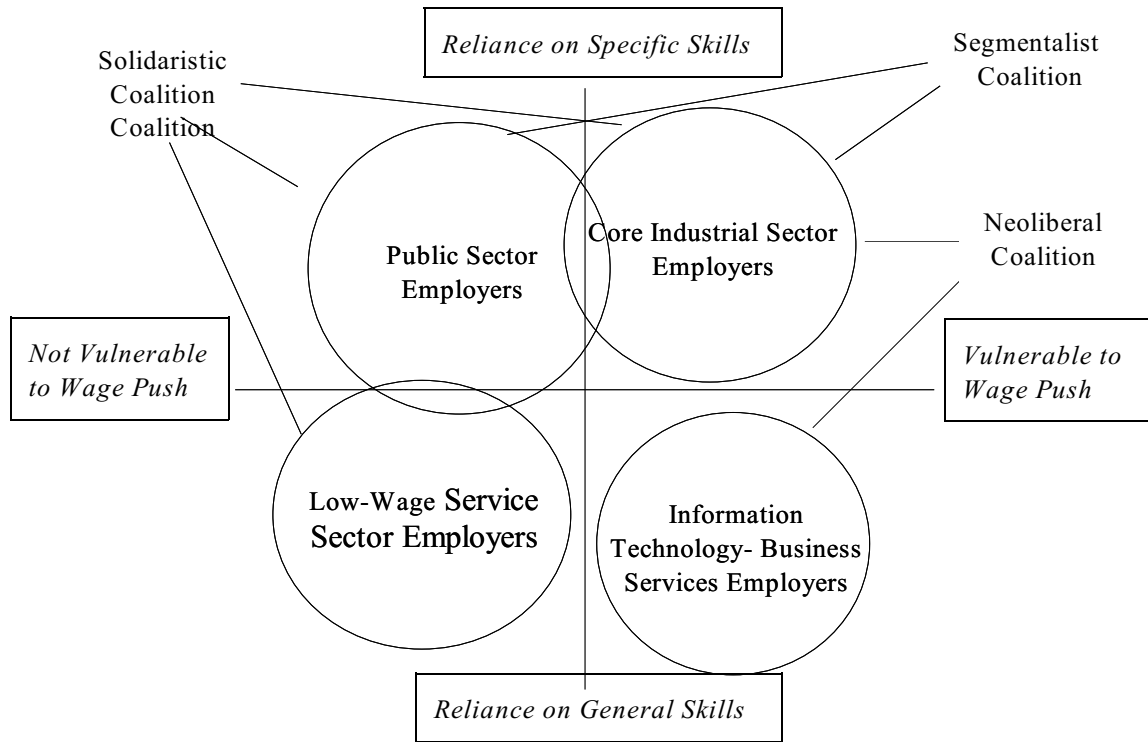 Reliance on Specific Skills
Solidaristic
Coalition
Coalition
Segmentalist
Coalition
Public Sector
Employers
Core Industrial Sector
Employers
Neoliberal
Coalition
Not Vulnerable
to Wage Push
Vulnerable to
Wage Push
Low-Wage Service
Sector Employers
Information
Technology- Business
Services Employers
Reliance on General Skills